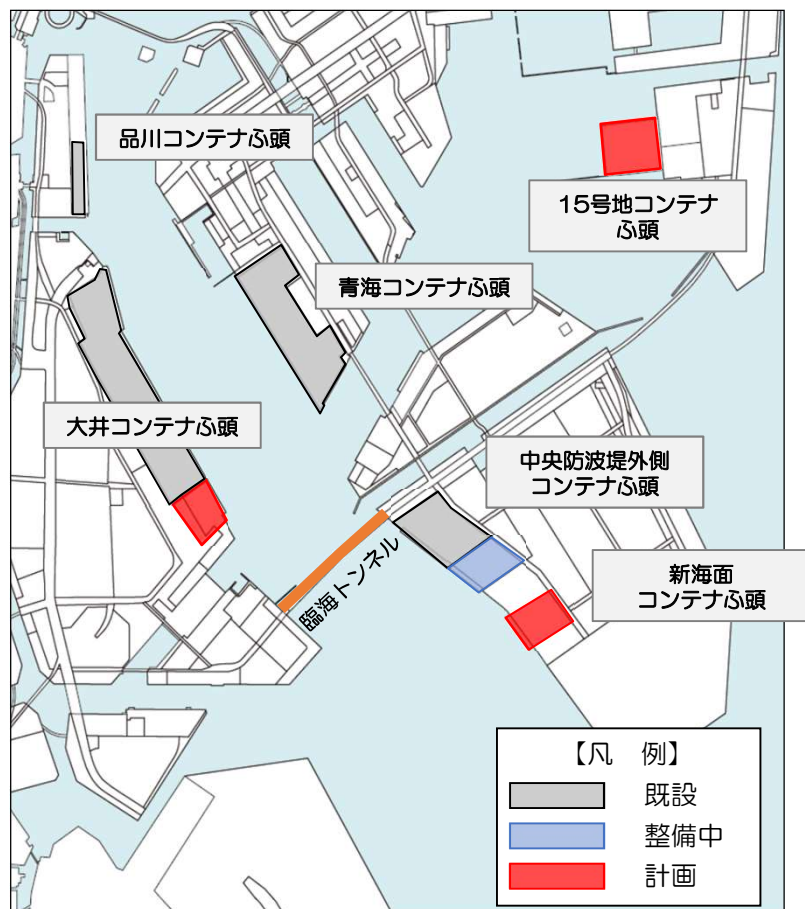 品川コンテナふ頭
15号地コンテナ
ふ頭
青海コンテナふ頭
大井コンテナふ頭
中央防波堤外側
コンテナふ頭
臨海トンネル
新海面
コンテナふ頭
【凡 例】
既設
整備中
計画